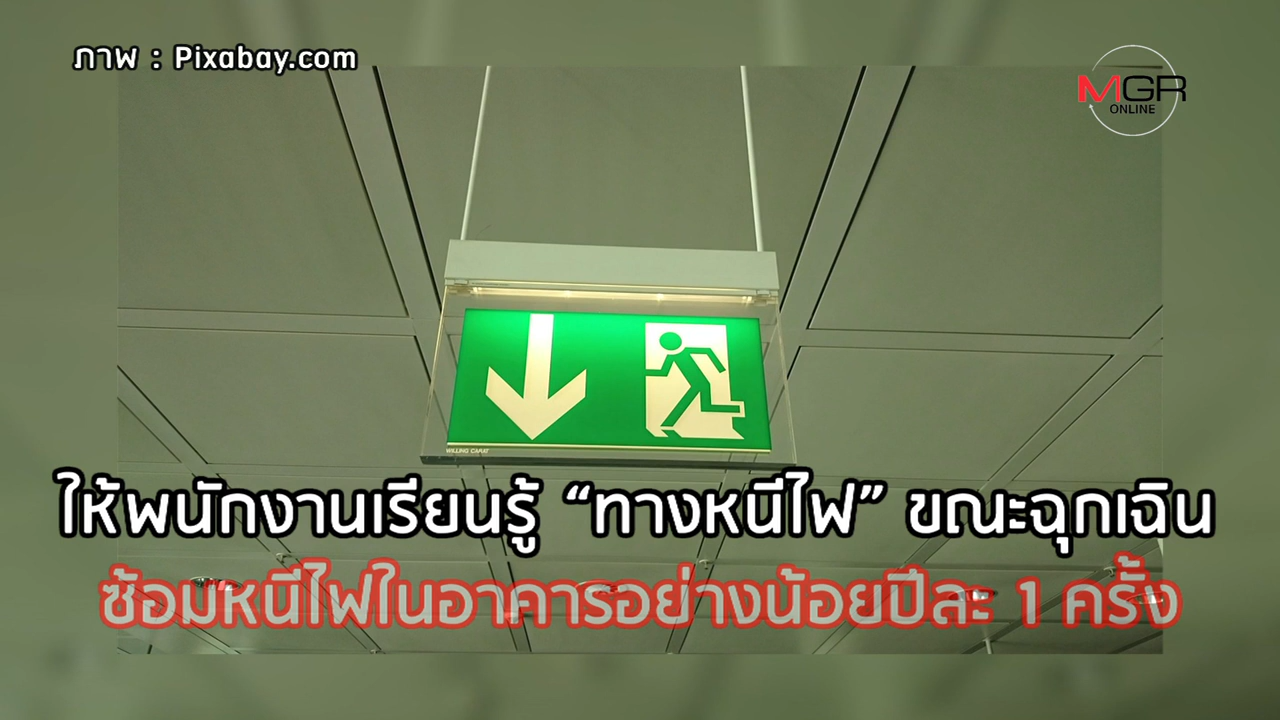 ภาพ : Pixabay.com
MGR
ONLINE
WILLING CARAT
ให้พนักงานเรียนรู้ “ทางหนีไฟ” ขณะฉุกเฉิน
ซ้อมหนีไฟในอาคารอย่างน้อยปีละ 1 ครั้ง